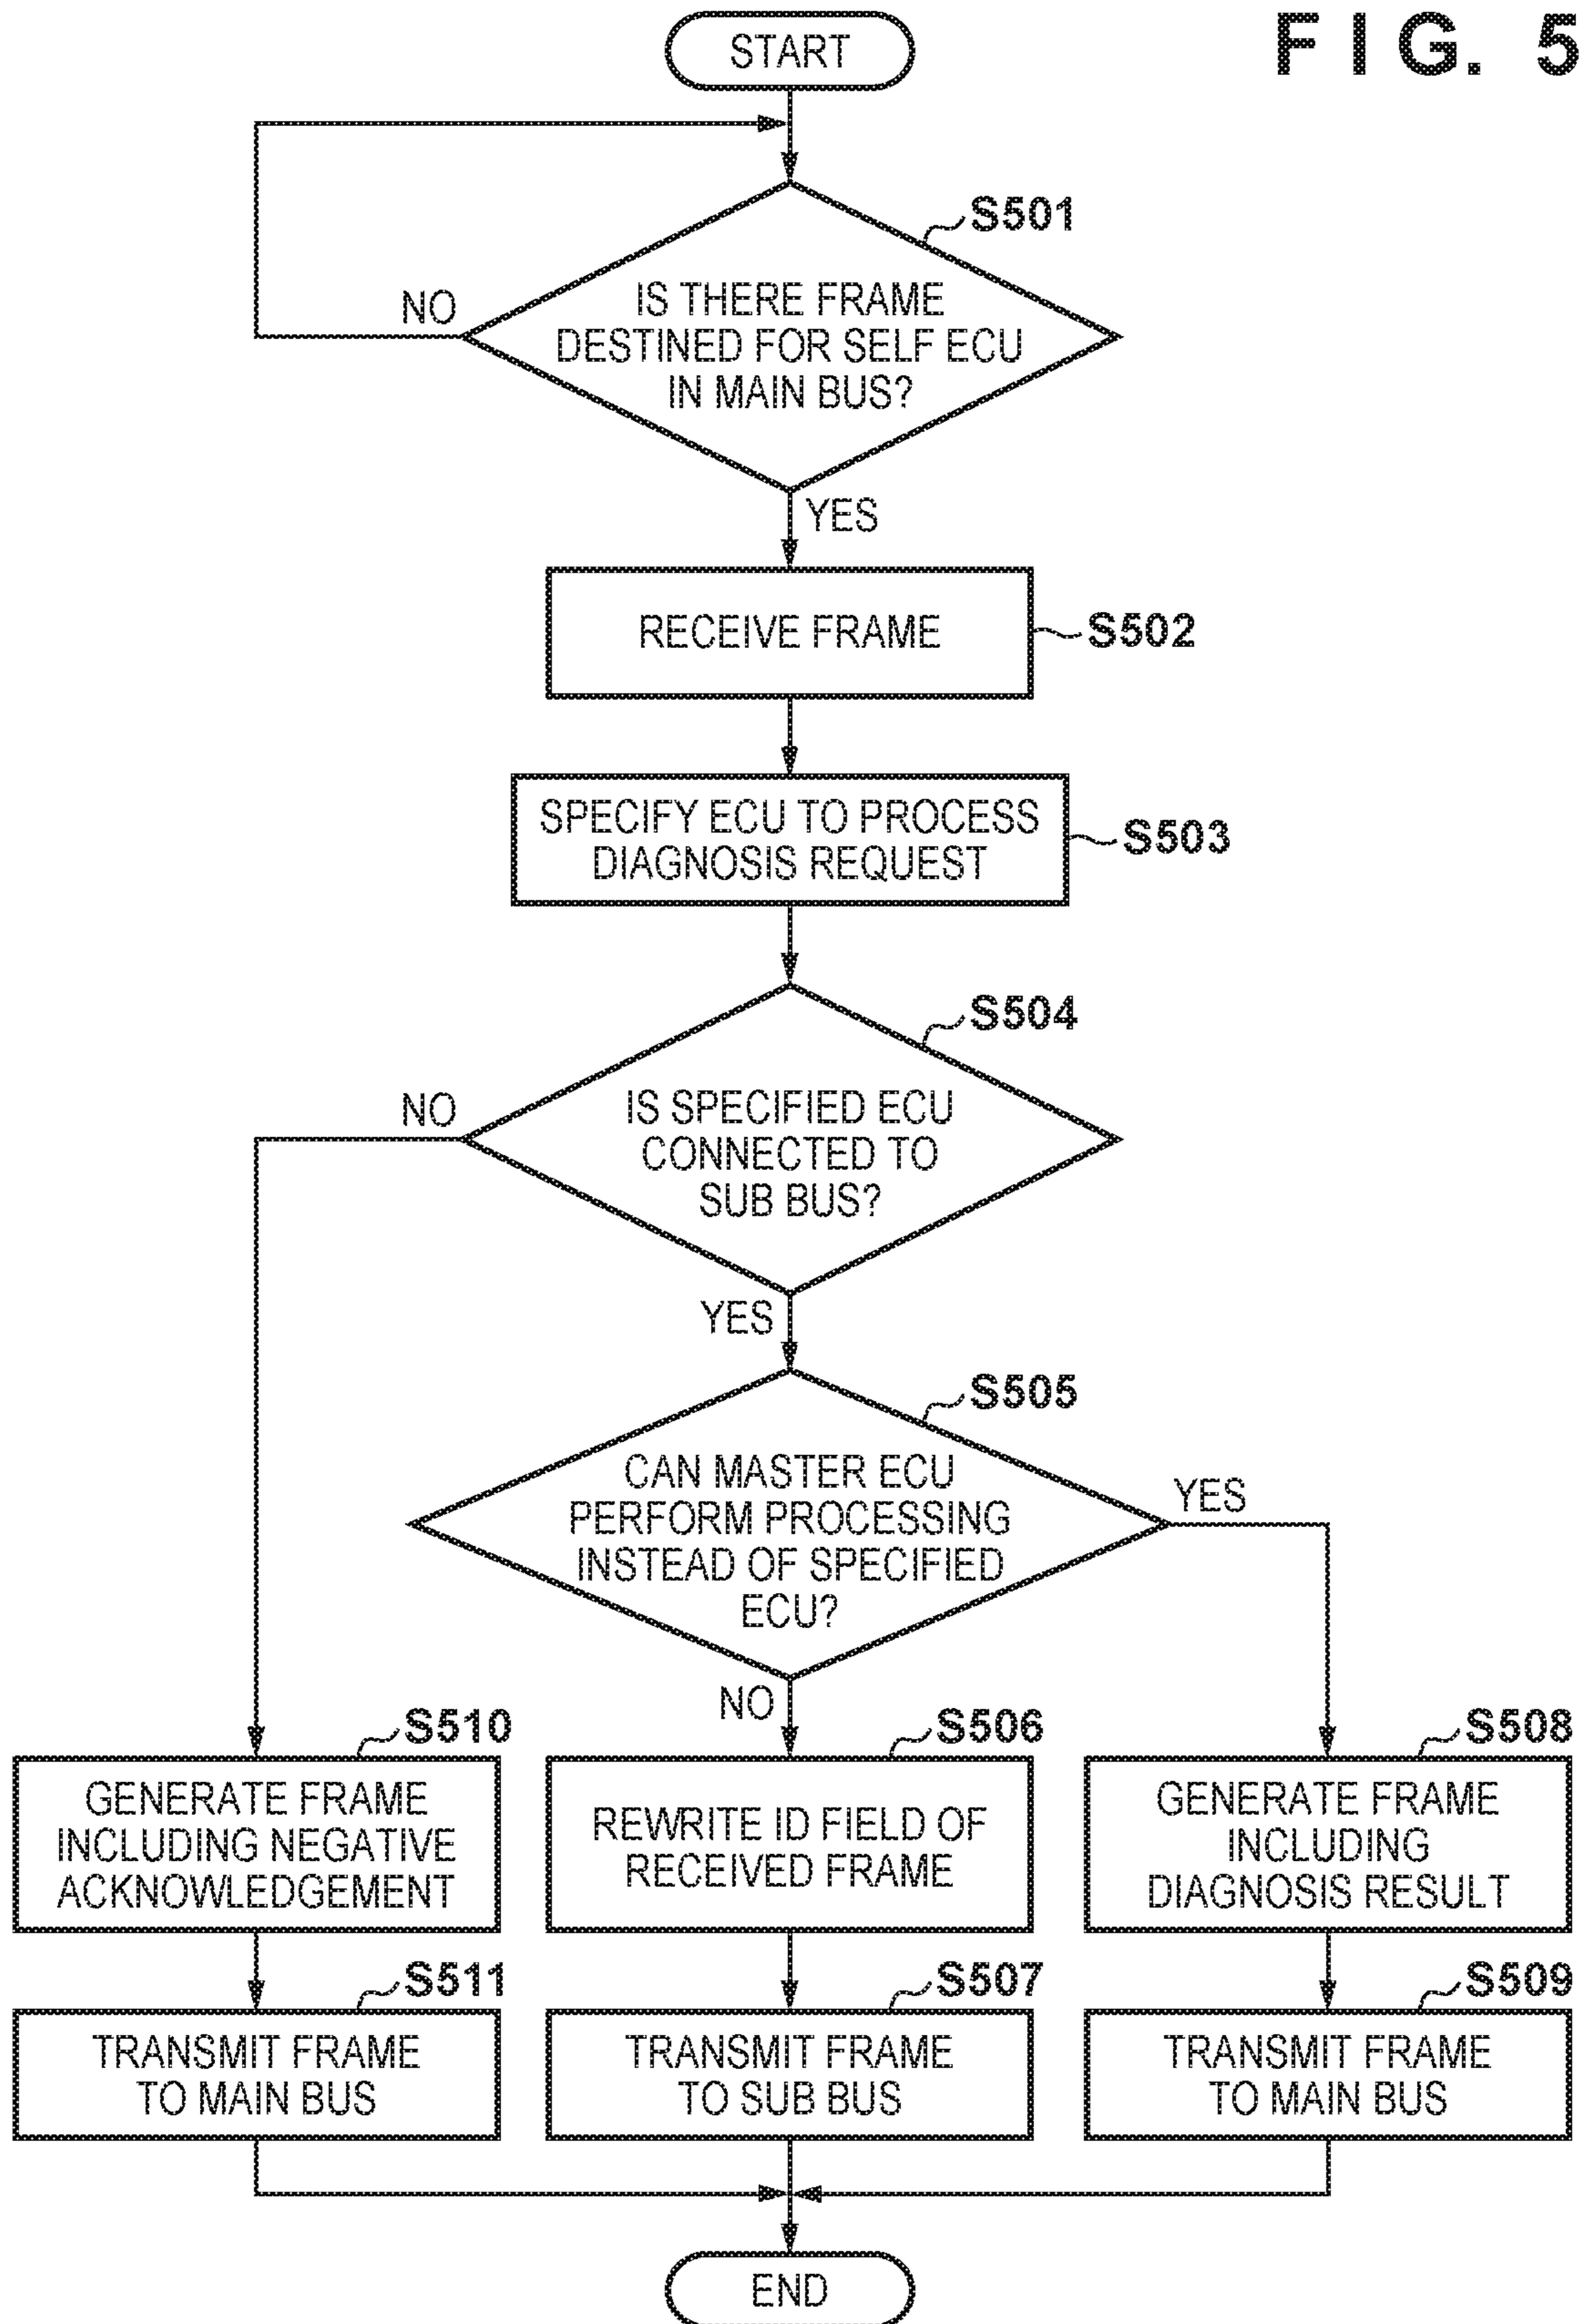 FIG. 5
START
S501
IS THERE FRAME
DESTINED FOR SELF ECU
IN MAIN BUS?
NO
YES
RECEIVE FRAME
S502
SPECIFY ECU TO PROCESS
DIAGNOSIS REQUEST
S503
S504
IS SPECIFIED ECU
CONNECTED TO
SUB BUS?
NO
YES
S505
CAN MASTER ECU
PERFORM PROCESSING
INSTEAD OF SPECIFIED
ECU?
YES
NO
S510
GENERATE FRAME
INCLUDING NEGATIVE
ACKNOWLEDGEMENT
S506
REWRITE ID FIELD OF
RECEIVED FRAME
S508
GENERATE FRAME
INCLUDING
DIAGNOSIS RESULT
S511
TRANSMIT FRAME
TO MAIN BUS
S507
TRANSMIT FRAME
TO SUB BUS
S509
TRANSMIT FRAME
TO MAIN BUS
END